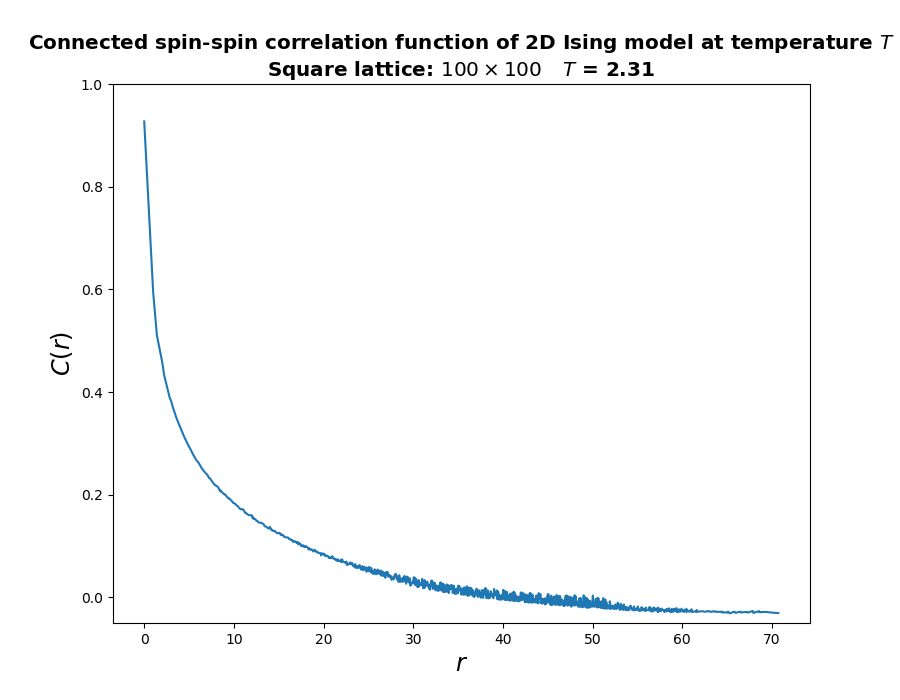 Connected spin-spin correlation function of 2D Ising model at temperature T
Square lattice: 100 × 100 T = 2.31
1.0
0.8
0.6
0.4
0.2
0.0
C(r)
0 10 20 30 40 50 60 70
r